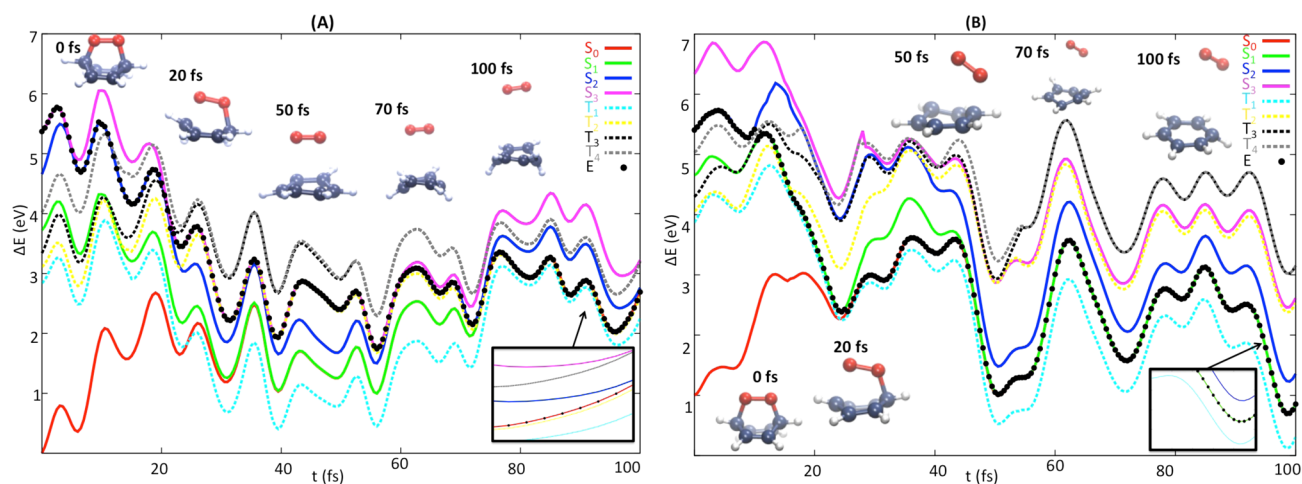 (A)
7
6
5
4
3
2
1
ΔE (eV)
0 fs
20 fs
50 fs
70 fs
100 fs
S₀
S₁
S₂
S₃
T₁
T₂
T₃
T₄
E
20
40
60
80
100
t (fs)
(B)
7
6
5
4
3
2
1
ΔE (eV)
50 fs
70 fs
100 fs
S₀
S₁
S₂
S₃
T₁
T₂
T₃
T₄
E
0 fs
20 fs
20
40
60
80
100
t (fs)